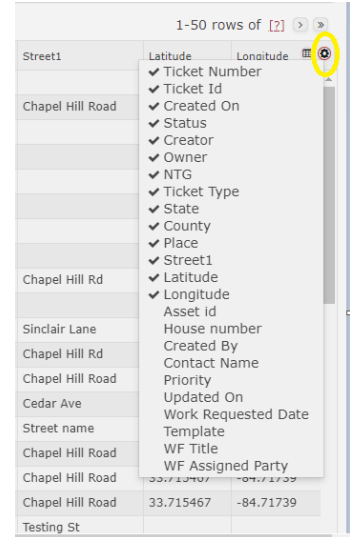 1-50 rows of [?] > »
Street1 Latitude Longitude
✔ Ticket Number
✔ Ticket Id
Chapel Hill Road ✔ Created On
✔ Status
✔ Creator
✔ Owner
✔ NTG
✔ Ticket Type
✔ State
✔ County
✔ Place
✔ Street1
Chapel Hill Rd ✔ Latitude
✔ Longitude
Asset id
Sinclair Lane House number
Chapel Hill Rd Created By
Contact Name
Chapel Hill Road Priority
Cedar Ave Updated On
Work Requested Date
Street name Template
Chapel Hill Road WF Title
WF Assigned Party
Chapel Hill Road 33.715467 -84.71739
Chapel Hill Road 33.715467 -84.71739
Testing St